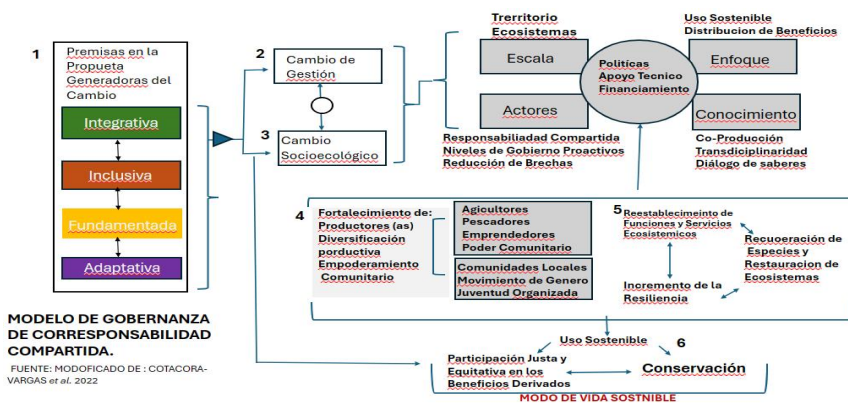 1
Premisas en la
Propueta
Generadoras del
Cambio
Integrativa
Inclusiva
Fundamentada
Adaptativa
2
Cambio de
Gestión
3
Cambio
Socioecológico
Trerritorio
Ecosistemas
Escala
Actores
Responsabiliadad Compartida
Niveles de Gobierno Proactivos
Reducción de Brechas
Politícas
Apoyo Tecnico
Financiamiento
Uso Sostenible
Distribucion de Beneficios
Enfoque
Conocimiento
Co-Producción
Transdiciplinaridad
Diálogo de saberes
4
Fortalecimiento de:
Productores (as)
Diversificación
porductiva
Empoderamiento
Comunitario
Agicultores
Pescadores
Emprendedores
Poder Comunitario
Comunidades Locales
Movimiento de Genero
Juventud Organizada
5
Reestablecimeinto de
Funciones y Servicios
Ecosistemicos
Recuoeración de
Especies y
Restauracion de
Ecosistemas
Incremento de la
Resiliencia
6
Uso Sostenible
Participación Justa y
Equitativa en los
Beneficios Derivados
Conservación
MODO DE VIDA SOSTNIBLE
MODELO DE GOBERNANZA
DE CORRESPONSABILIDAD
COMPARTIDA.
FUENTE: MODOFICADO DE : COTACORA-
VARGAS et al. 2022